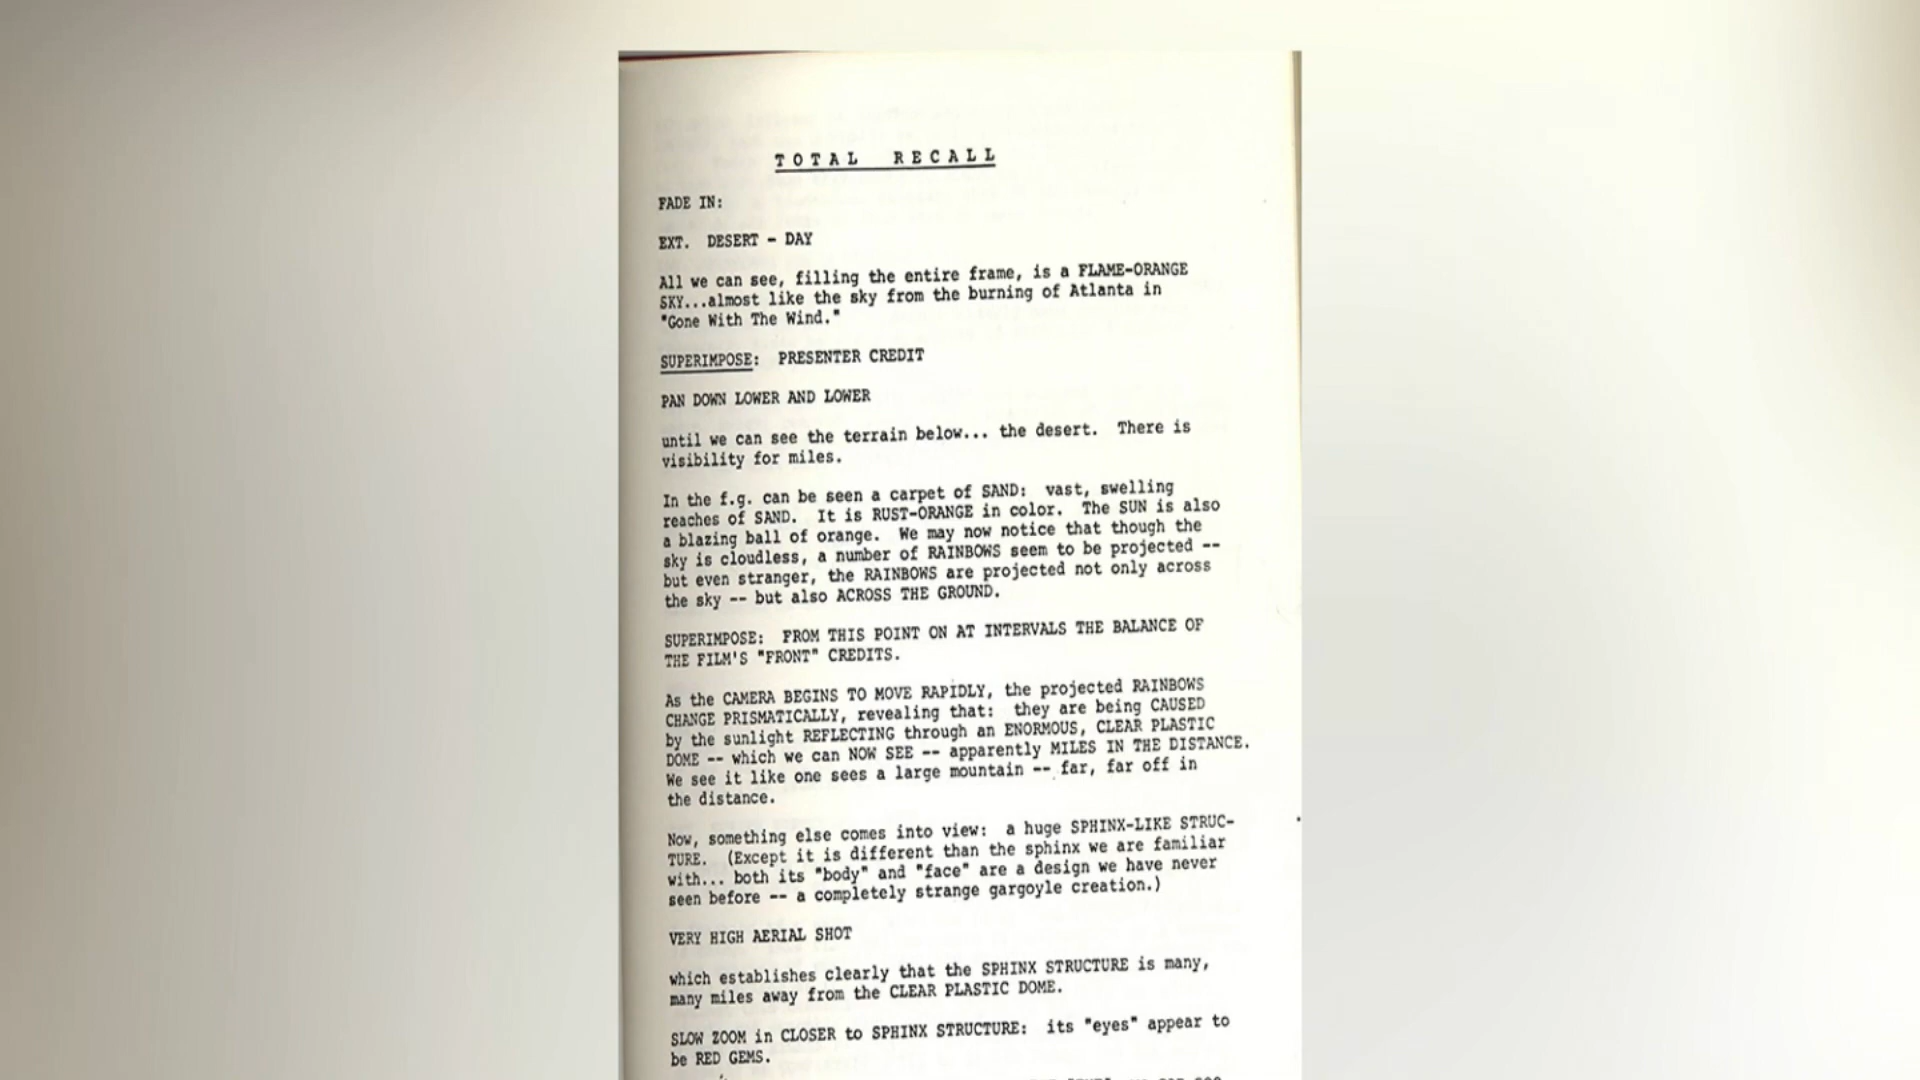 TOTAL RECALL
FADE IN:
EXT. DESERT - DAY
All we can see, filling the entire frame, is a FLAME-ORANGE
SKY...almost like the sky from the burning of Atlanta in
"Gone With The Wind."
SUPERIMPOSE: PRESENTER CREDIT
PAN DOWN LOWER AND LOWER
until we can see the terrain below... the desert. There is
visibility for miles.
In the f.g. can be seen a carpet of SAND: vast, swelling
reaches of SAND. It is RUST-ORANGE in color. The SUN is also
a blazing ball of orange. We may now notice that though the
sky is cloudless, a number of RAINBOWS seem to be projected --
but even stranger, the RAINBOWS are projected not only across
the sky -- but also ACROSS THE GROUND.
SUPERIMPOSE: FROM THIS POINT ON AT INTERVALS THE BALANCE OF
THE FILM'S "FRONT" CREDITS.
As the CAMERA BEGINS TO MOVE RAPIDLY, the projected RAINBOWS
CHANGE PRISMATICALLY, revealing that: they are being CAUSED
by the sunlight REFLECTING through an ENORMOUS, CLEAR PLASTIC
DOME -- which we can NOW SEE -- apparently MILES IN THE DISTANCE.
We see it like one sees a large mountain -- far, far off in
the distance.
Now, something else comes into view: a huge SPHINX-LIKE STRUC-
TURE. (Except it is different than the sphinx we are familiar
with... both its "body" and "face" are a design we have never
seen before -- a completely strange gargoyle creation.)
VERY HIGH AERIAL SHOT
which establishes clearly that the SPHINX STRUCTURE is many,
many miles away from the CLEAR PLASTIC DOME.
SLOW ZOOM in CLOSER to SPHINX STRUCTURE: its "eyes" appear to
be RED GEMS.